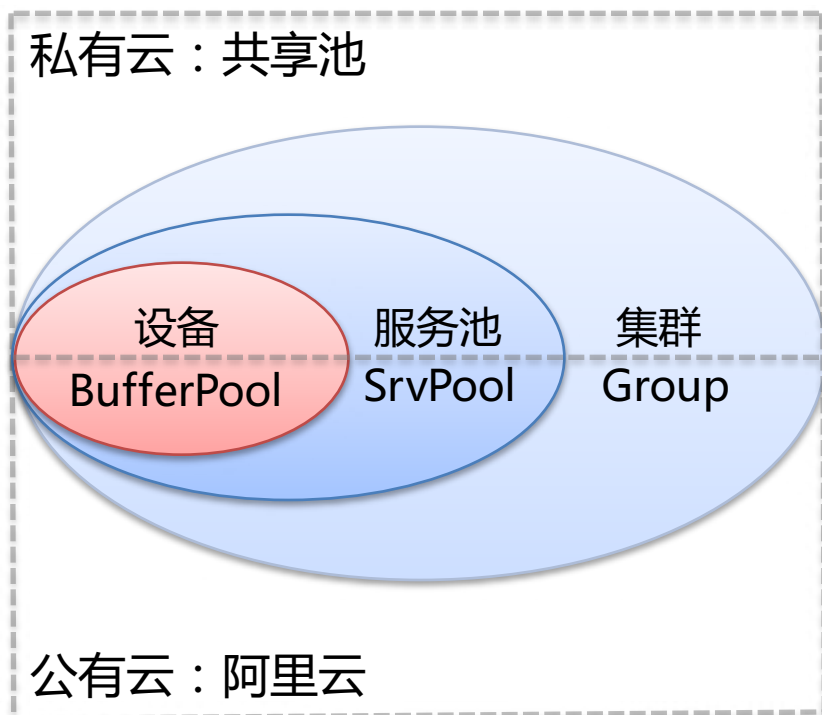 私有云：共享池
设备
BufferPool
服务池
SrvPool
集群
Group
公有云：阿里云